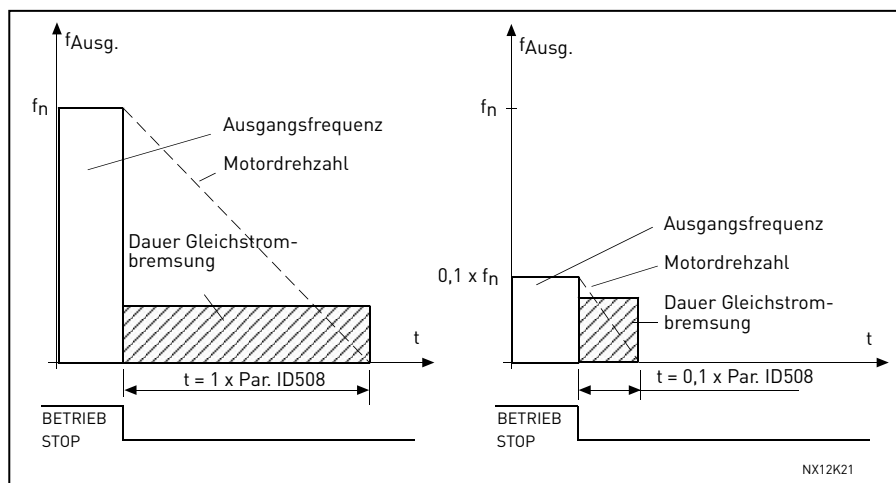 fAusg.
fn
Ausgangsfrequenz
Motordrehzahl
Dauer Gleichstrom-
bremsung
t
t = 1 x Par. ID508
BETRIEB
STOP
fAusg.
fn
Ausgangsfrequenz
0,1 x fn
Motordrehzahl
Dauer Gleichstrom-
bremsung
t
t = 0,1 x Par. ID508
BETRIEB
STOP
NX12K21